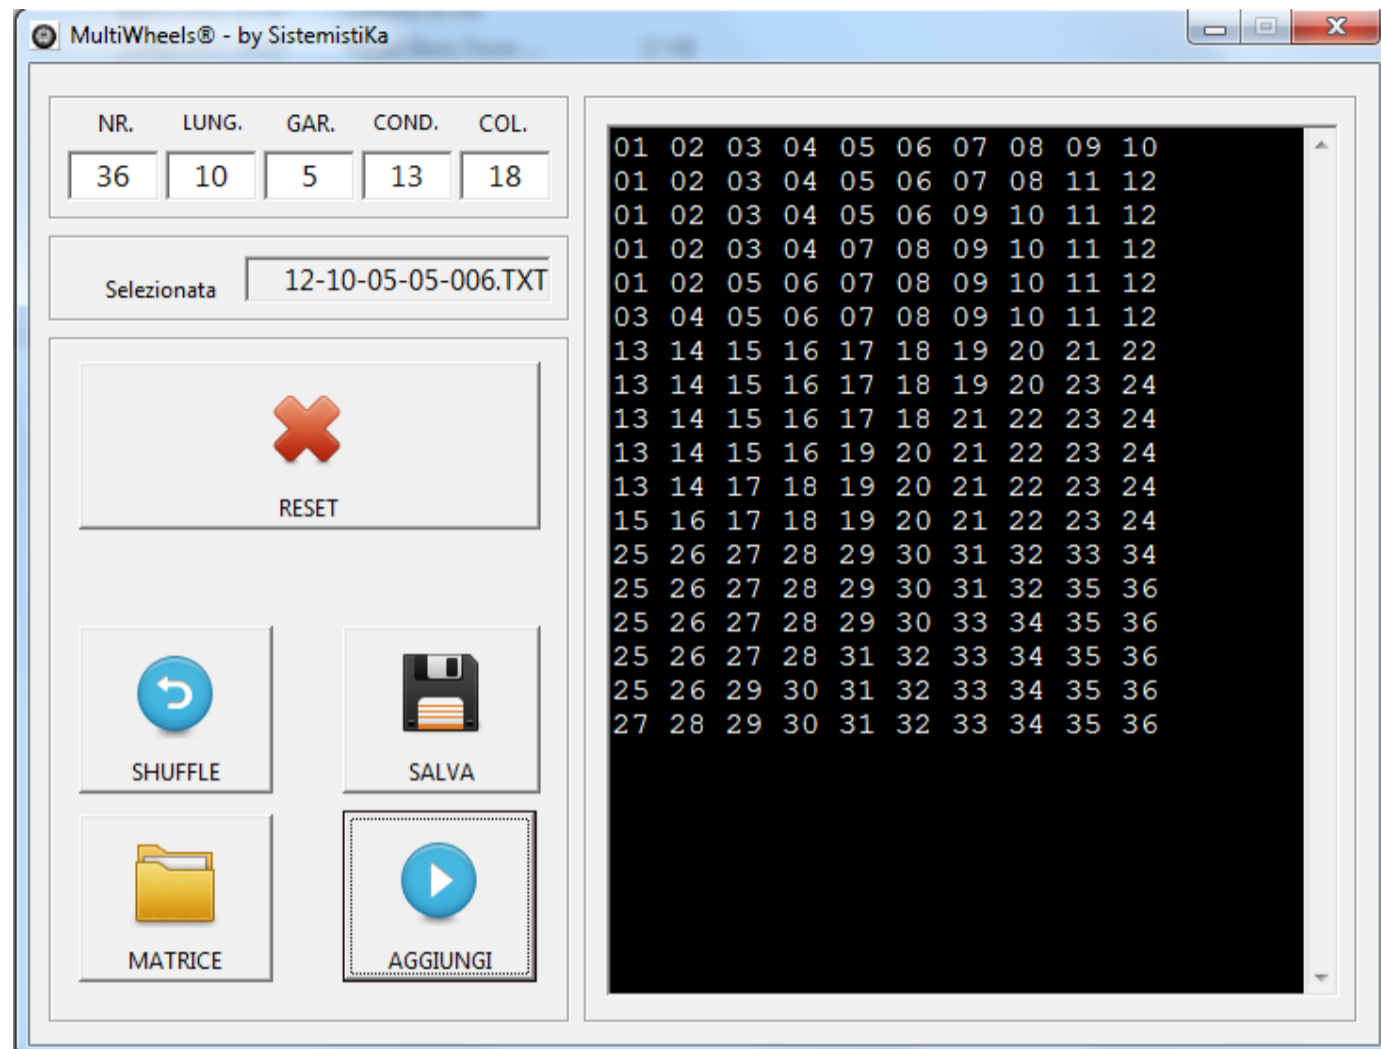 MultiWheels® - by SistemistiKa
NR. LUNG. GAR. COND. COL.
36 10 5 13 18
Selezionata 12-10-05-05-006.TXT
RESET
SHUFFLE SALVA
MATRICE AGGIUNGI
01 02 03 04 05 06 07 08 09 10
01 02 03 04 05 06 07 08 11 12
01 02 03 04 05 06 09 10 11 12
01 02 03 04 07 08 09 10 11 12
01 02 05 06 07 08 09 10 11 12
03 04 05 06 07 08 09 10 11 12
13 14 15 16 17 18 19 20 21 22
13 14 15 16 17 18 19 20 23 24
13 14 15 16 17 18 21 22 23 24
13 14 15 16 19 20 21 22 23 24
13 14 17 18 19 20 21 22 23 24
15 16 17 18 19 20 21 22 23 24
25 26 27 28 29 30 31 32 33 34
25 26 27 28 29 30 31 32 35 36
25 26 27 28 29 30 33 34 35 36
25 26 27 28 31 32 33 34 35 36
25 26 29 30 31 32 33 34 35 36
27 28 29 30 31 32 33 34 35 36